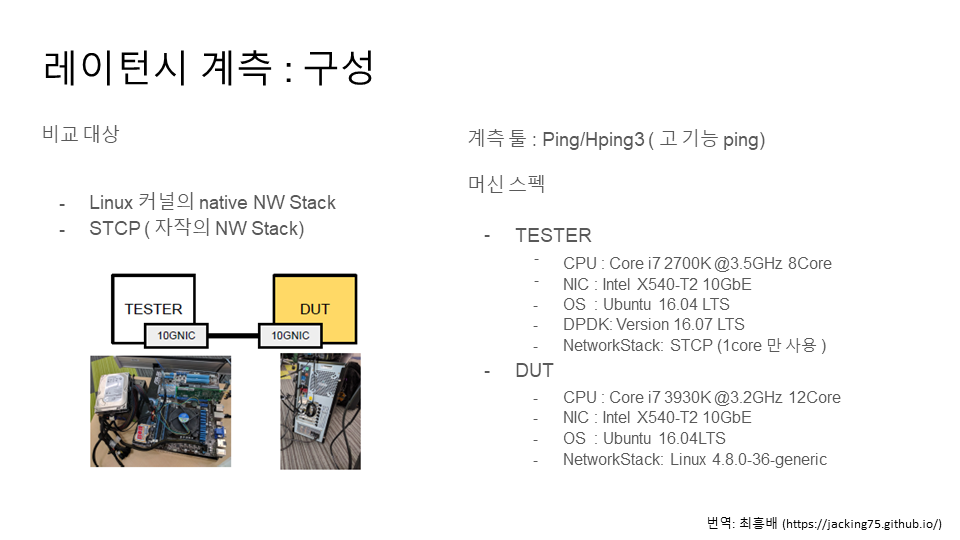 레이턴시 계측 : 구성
비교 대상
- Linux 커널의 native NW Stack
- STCP ( 자작의 NW Stack)
TESTER
DUT
10GNIC
10GNIC
계측 툴 : Ping/Hping3 ( 고 기능 ping)
머신 스펙
- TESTER
- CPU : Core i7 2700K @3.5GHz 8Core
- NIC : Intel X540-T2 10GbE
- OS : Ubuntu 16.04 LTS
- DPDK: Version 16.07 LTS
- NetworkStack: STCP (1core 만 사용 )
- DUT
- CPU : Core i7 3930K @3.2GHz 12Core
- NIC : Intel X540-T2 10GbE
- OS : Ubuntu 16.04LTS
- NetworkStack: Linux 4.8.0-36-generic
번역: 최흥배 (https://jacking75.github.io/)